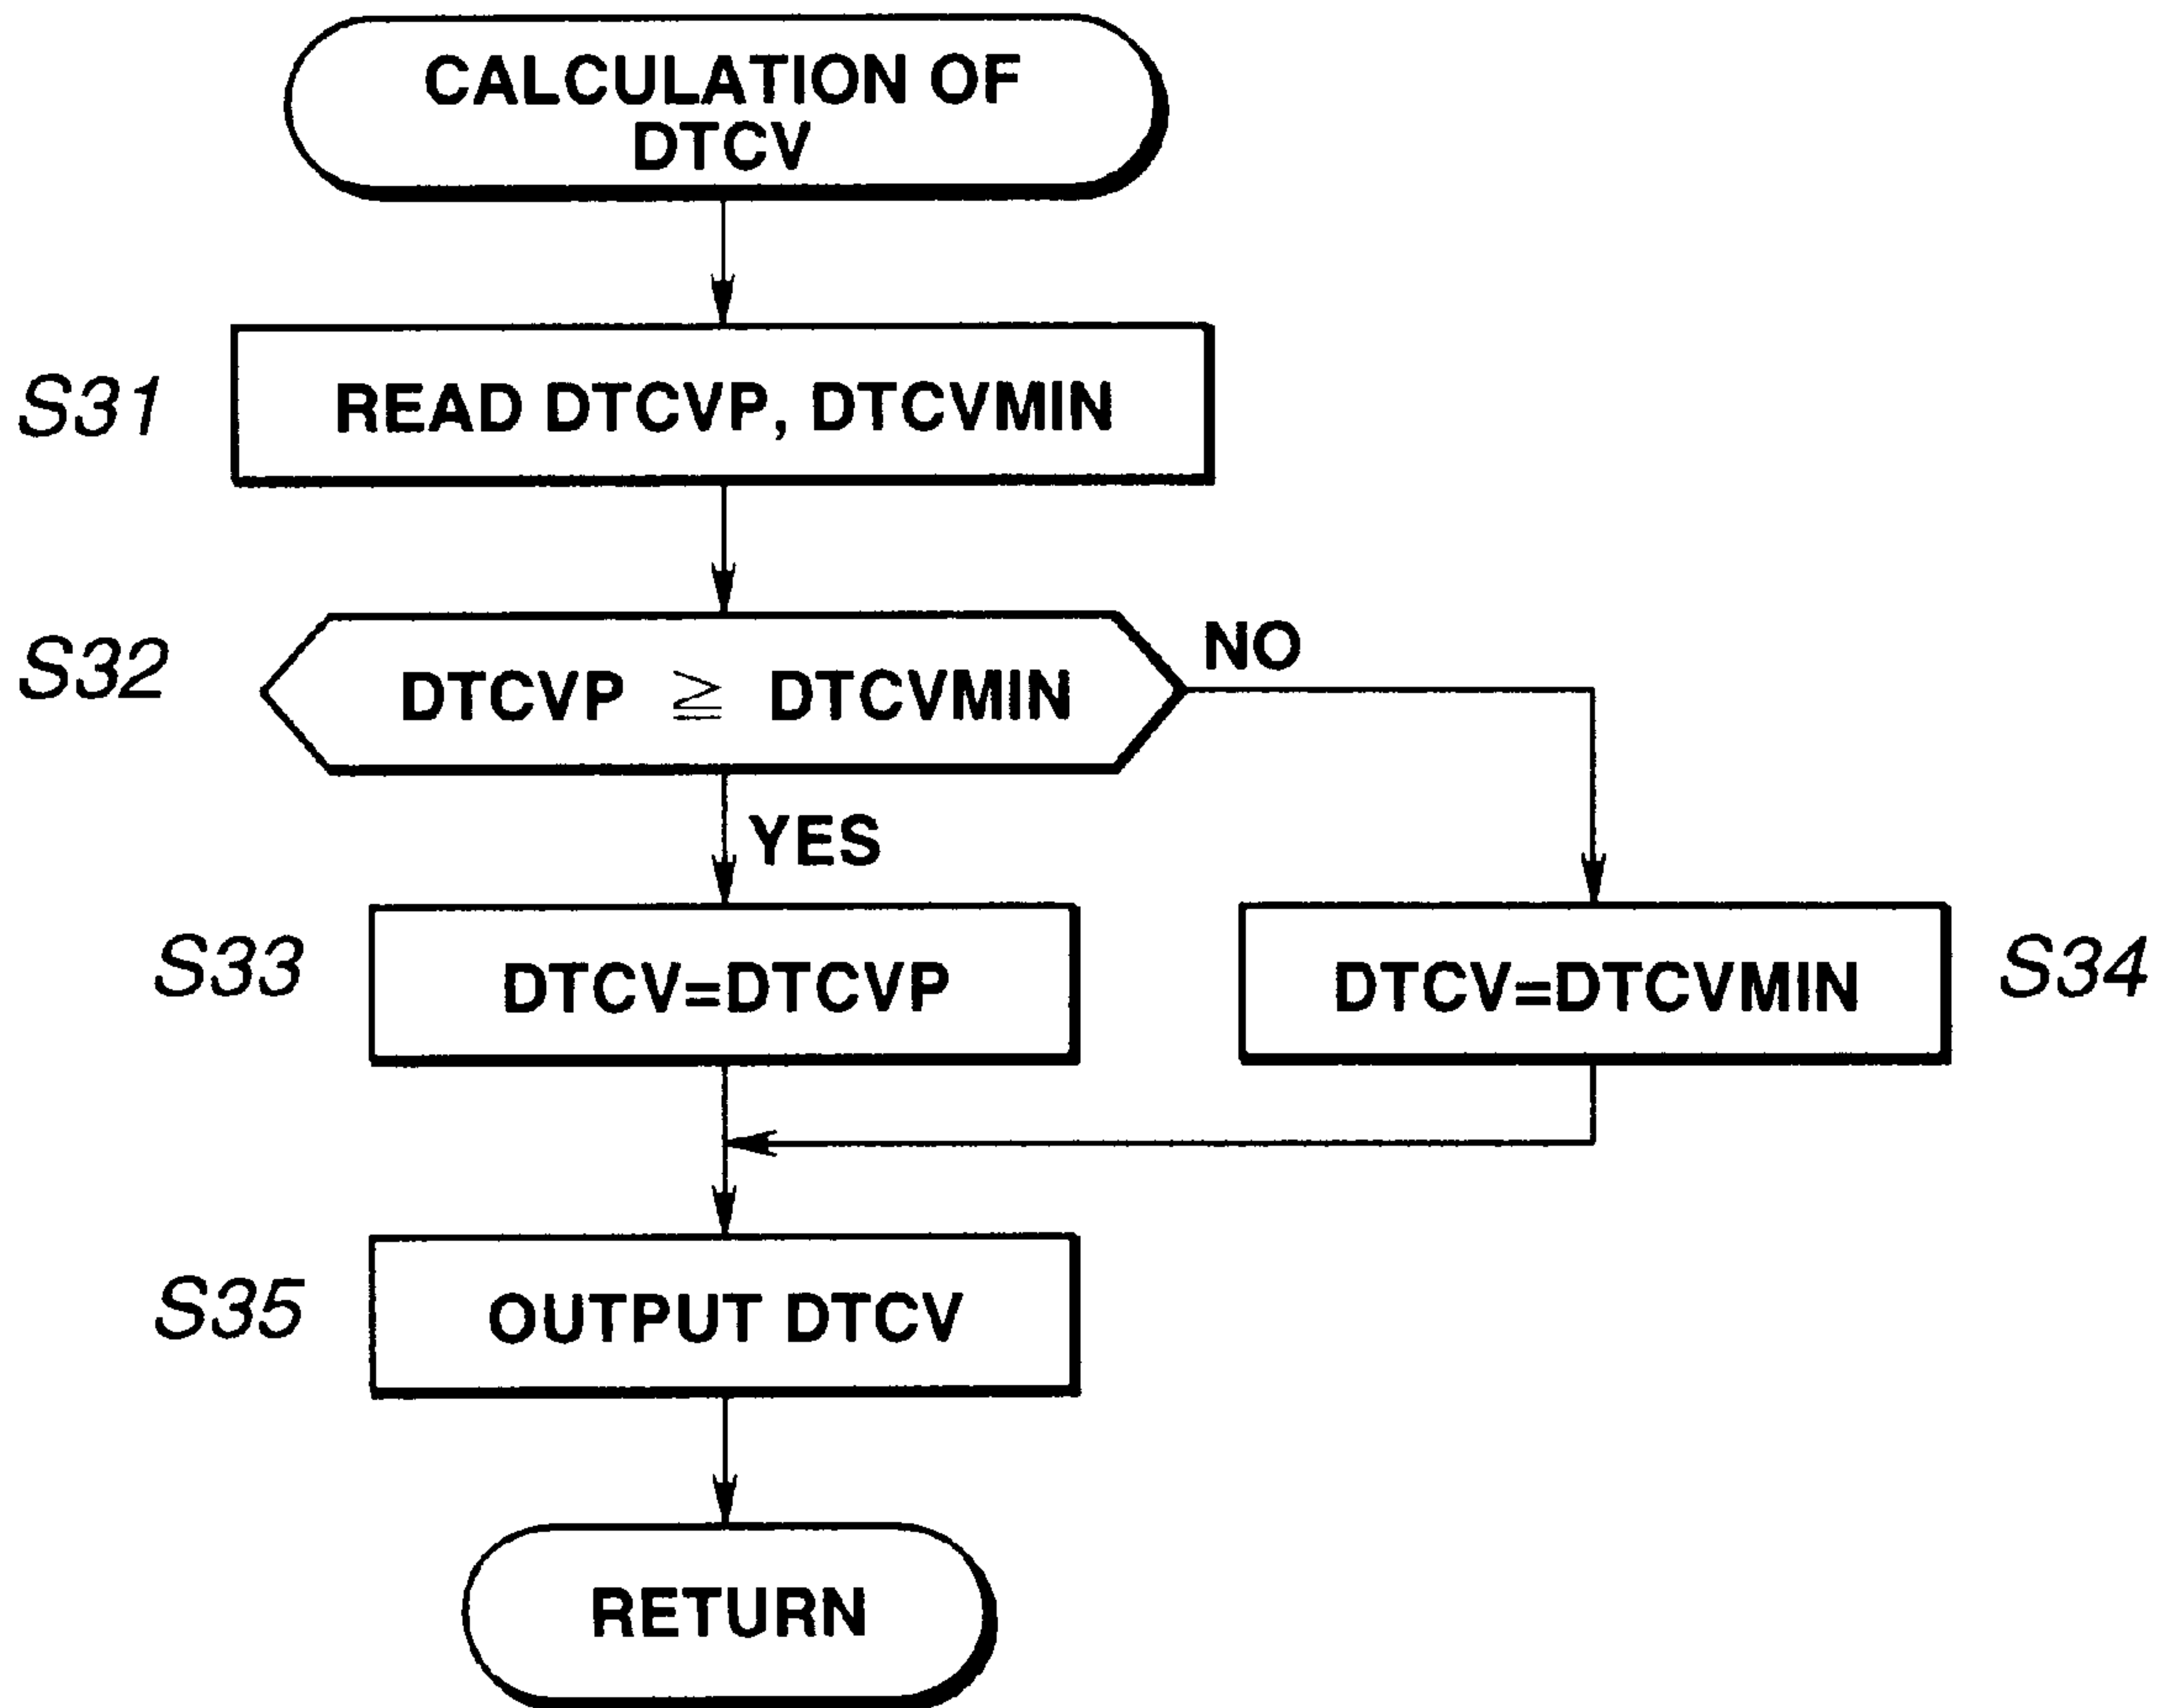 CALCULATION OF
DTCV
S31
READ DTCVP, DTCVMIN
S32
DTCVP ≧ DTCVMIN
NO
YES
S33
DTCV=DTCVP
DTCV=DTCVMIN
S34
S35
OUTPUT DTCV
RETURN